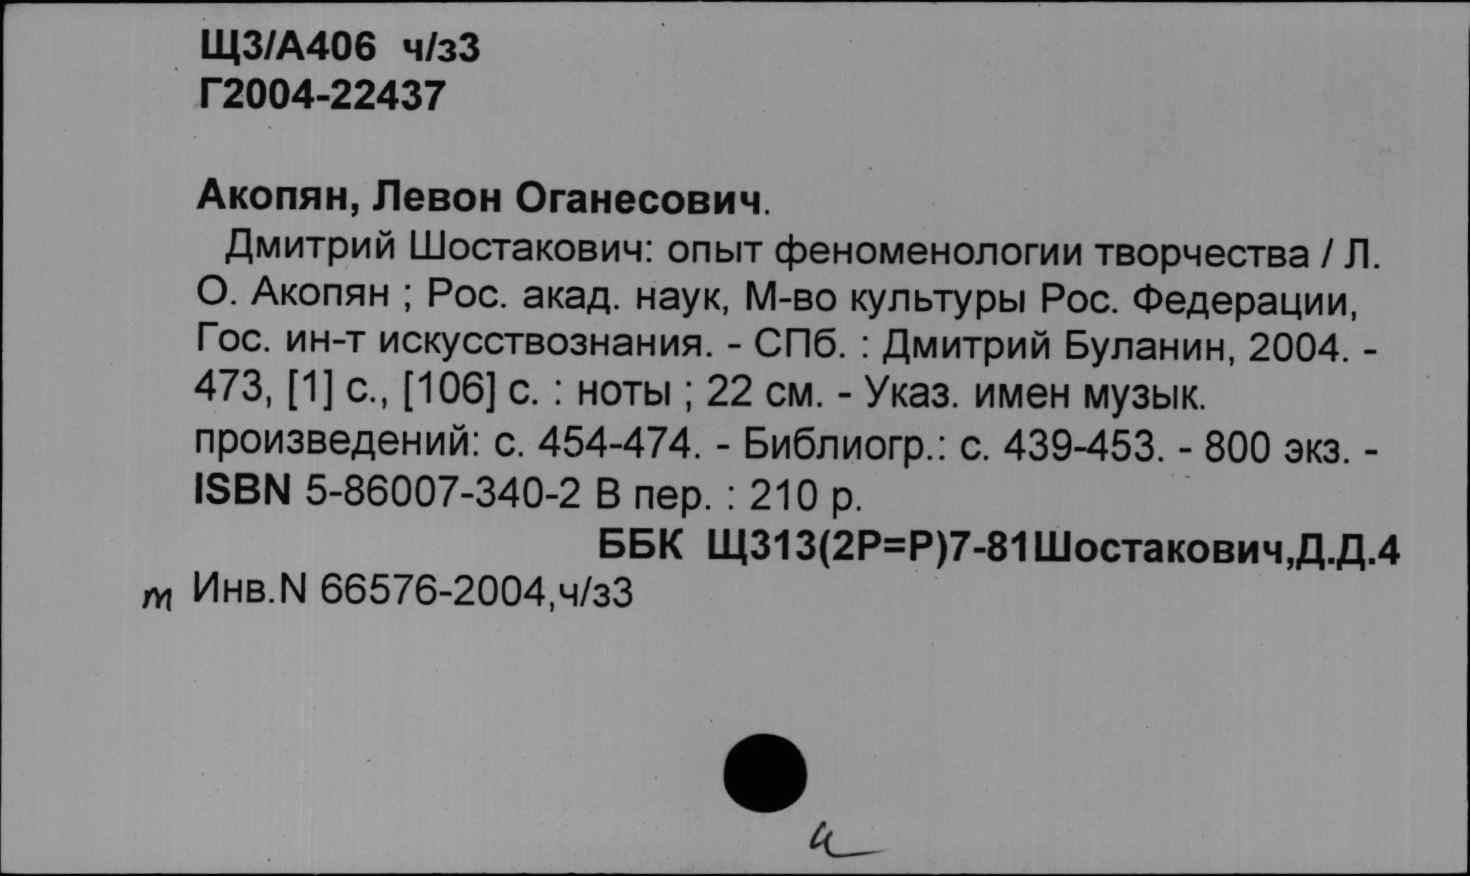 Щ3/А406 ч/з3
Г2004-22437
Акопян, Левон Оганесович.
Дмитрий Шостакович: опыт феноменологии творчества / Л.
О. Акопян ; Рос. акад. наук, М-во культуры Рос. Федерации,
Гос. ин-т искусствознания. - СПб. : Дмитрий Буланин, 2004. -
473, [1] с., [106] с. : ноты ; 22 см. - Указ. имен музык.
произведений: с. 454-474. - Библиогр.: с. 439-453. - 800 экз. -
ISBN 5-86007-340-2 В пер. : 210 р.
ББК Щ313(2Р=Р)7-81Шостакович,Д.Д.4
т Инв.N 66576-2004,ч/з3